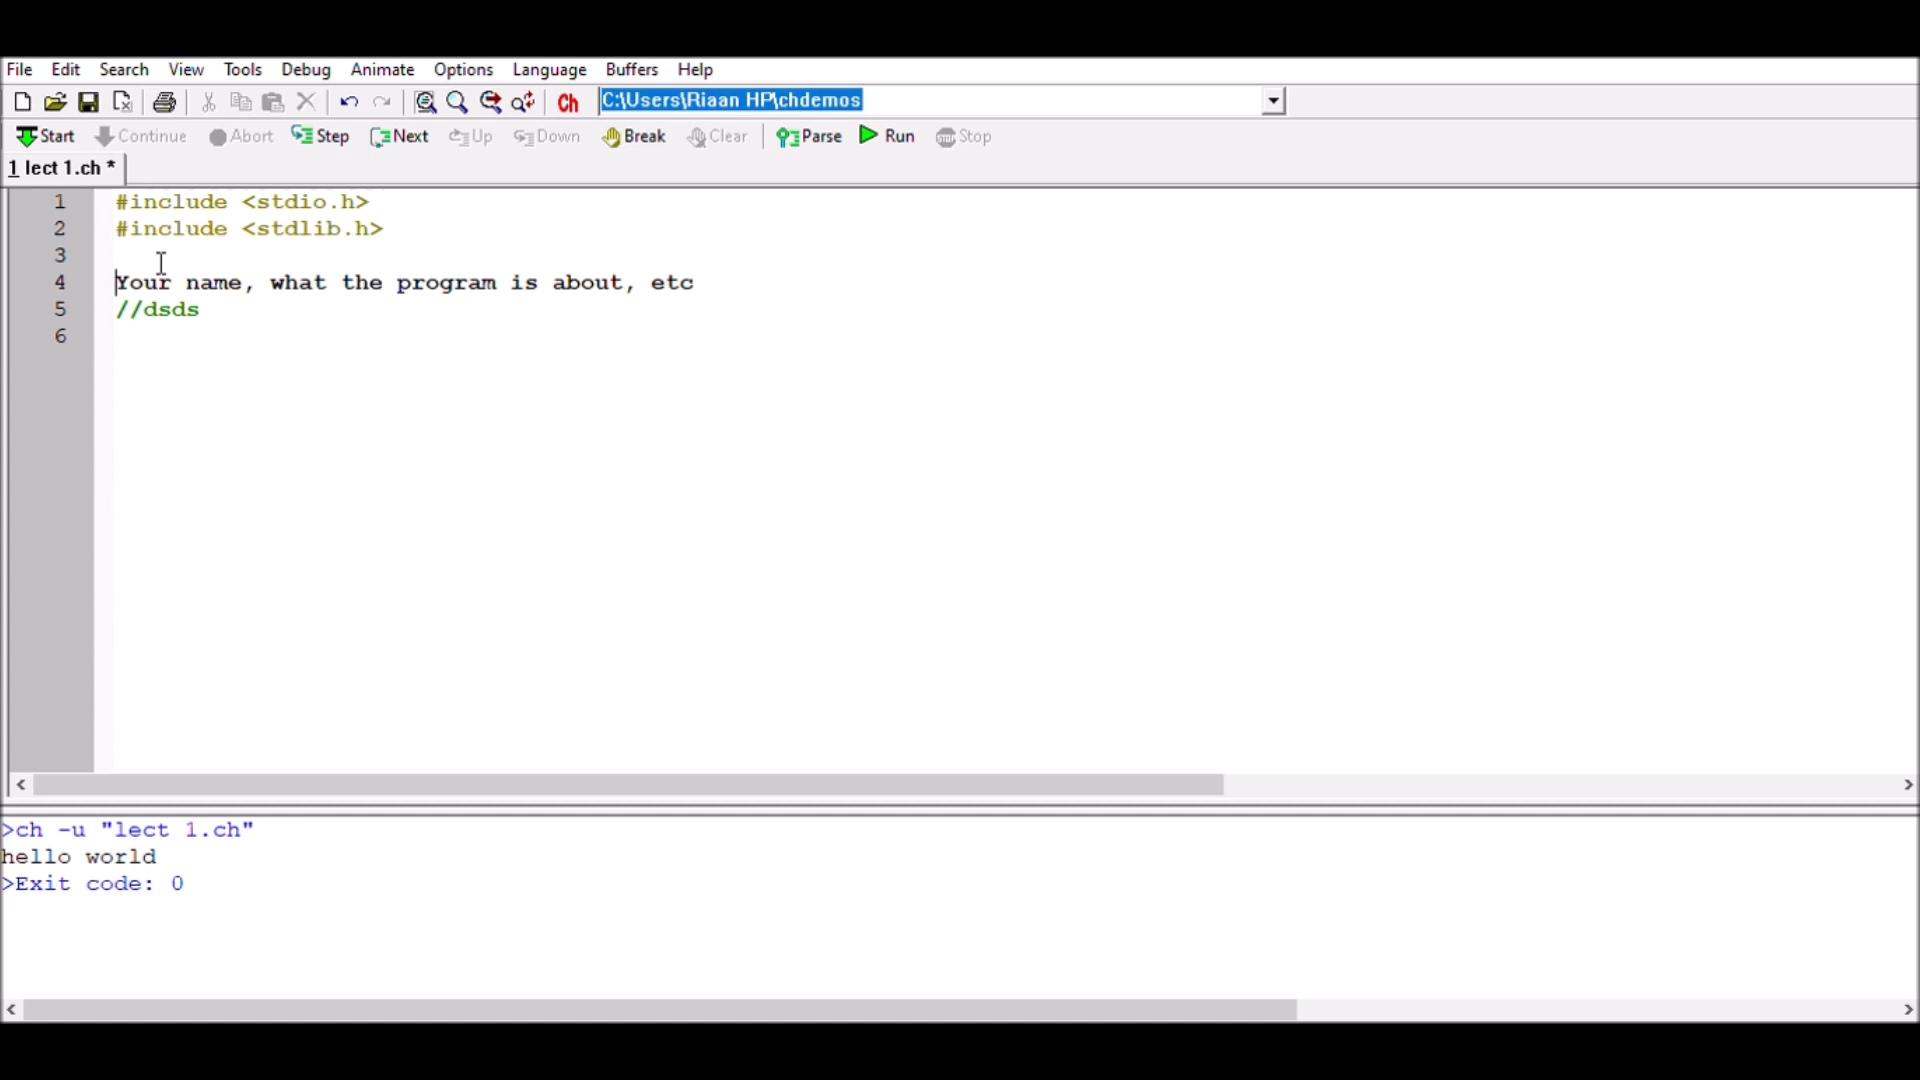 File Edit Search View Tools Debug Animate Options Language Buffers Help
Ch C:\Users\Riaan HP\chdemos
Start Continue Abort Step Next Up Down Break Clear Parse Run Stop
1 lect 1.ch *
1 #include <stdio.h>
2 #include <stdlib.h>
3
4 Your name, what the program is about, etc
5 //dsds
6
>ch -u "lect 1.ch"
hello world
>Exit code: 0